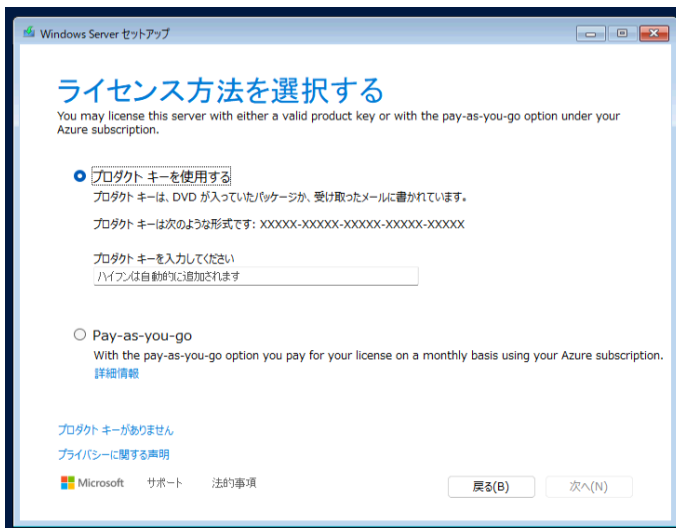 Windows Server セットアップ
ライセンス方法を選択する
You may license this server with either a valid product key or with the pay-as-you-go option under your
Azure subscription.
プロダクト キーを使用する
プロダクト キーは、DVD が入っていたパッケージか、受け取ったメールに書かれています。
プロダクト キーは次のような形式です: XXXXX-XXXXX-XXXXX-XXXXX-XXXXX
プロダクト キーを入力してください
ハイフンは自動的に追加されます
Pay-as-you-go
With the pay-as-you-go option you pay for your license on a monthly basis using your Azure subscription.
詳細情報
プロダクト キーがありません
プライバシーに関する声明
Microsoft サポート 法的事項
戻る(B) 次へ(N)